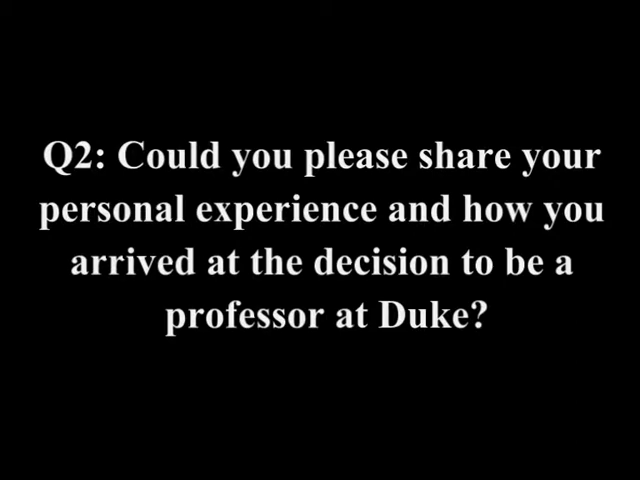 Q2: Could you please share your
personal experience and how you
arrived at the decision to be a
professor at Duke?